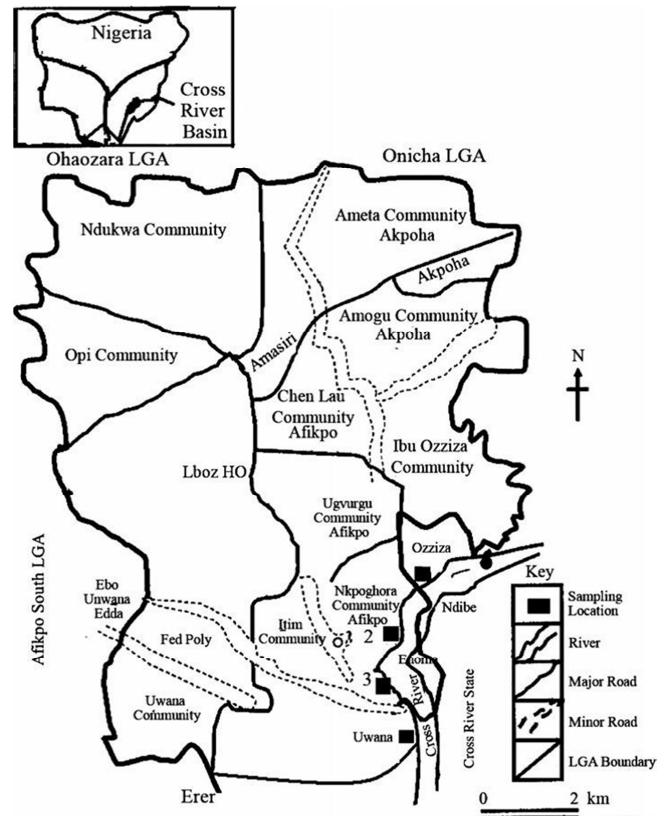 Nigeria
Cross
River
Basin
Ohaozara LGA
Onicha LGA
Ndukwa Community
Ameta Community
Akpoha
Akpoha
Amogu Community
Akpoha
Opi Community
Amasiri
N
Chen Lau
Community
Afikpo
Ibu Ozziza
Community
Lboz HO
Ugvurgu
Community
Afikpo
Ozziza
Afikpo South LGA
Ebo
Unwana
Edda
Nkpoghora
Community
Afikpo
Ndibe
Fed Poly
Itim
Community
2
Enoma
3
Uwana
Community
Uwana
Cross River
Cross River State
Erer
Key
Sampling
Location
River
Major Road
Minor Road
LGA Boundary
0 2 km